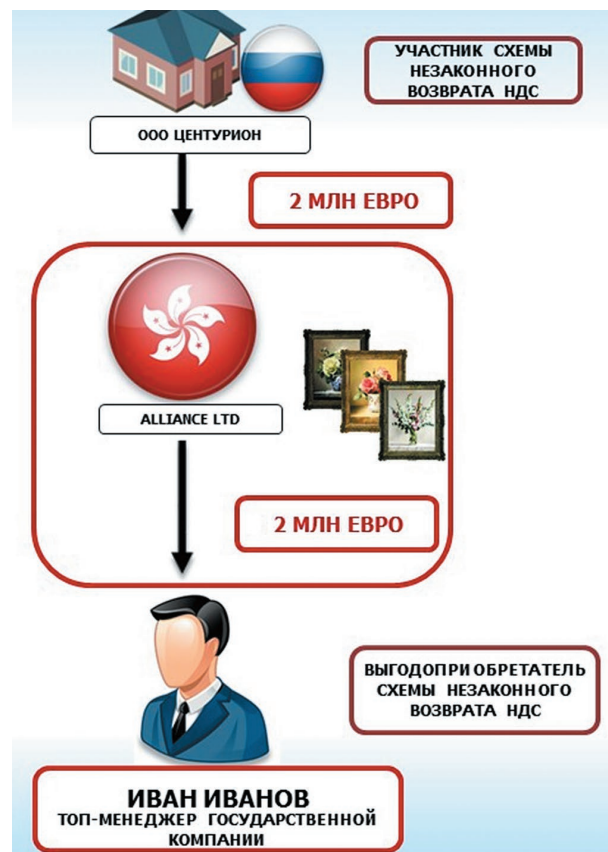 УЧАСТНИК СХЕМЫ
НЕЗАКОННОГО
ВОЗВРАТА НДС
ООО ЦЕНТУРИОН
2 МЛН ЕВРО
ALLIANCE LTD
2 МЛН ЕВРО
ВЫГОДОПРИОБРЕТАТЕЛЬ
СХЕМЫ НЕЗАКОННОГО
ВОЗВРАТА НДС
ИВАН ИВАНОВ
ТОП-МЕНЕДЖЕР ГОСУДАРСТВЕННОЙ
КОМПАНИИ